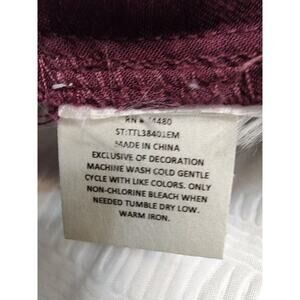 RN # 4480
ST:TTL38401EM
MADE IN CHINA
EXCLUSIVE OF DECORATION
MACHINE WASH COLD GENTLE
CYCLE WITH LIKE COLORS. ONLY
NON-CHLORINE BLEACH WHEN
NEEDED TUMBLE DRY LOW.
WARM IRON.